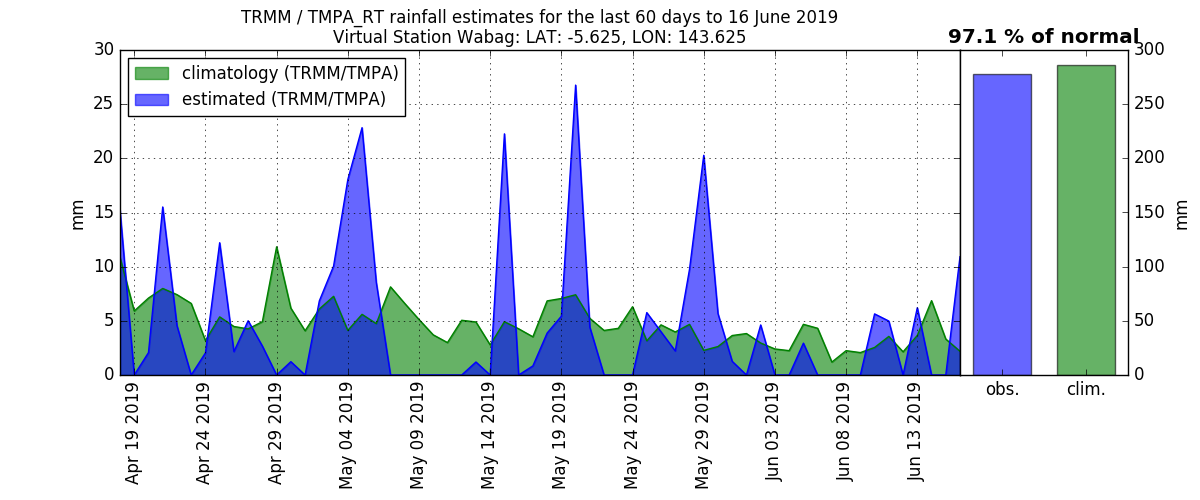 TRMM / TMPA_RT rainfall estimates for the last 60 days to 16 June 2019
Virtual Station Wabag: LAT: -5.625, LON: 143.625
97.1 % of normal
climatology (TRMM/TMPA)
estimated (TRMM/TMPA)
30
25
20
15
10
5
0
mm
Apr 19 2019
Apr 24 2019
Apr 29 2019
May 04 2019
May 09 2019
May 14 2019
May 19 2019
May 24 2019
May 29 2019
Jun 03 2019
Jun 08 2019
Jun 13 2019
obs.
clim.
300
250
200
150
100
50
0
mm